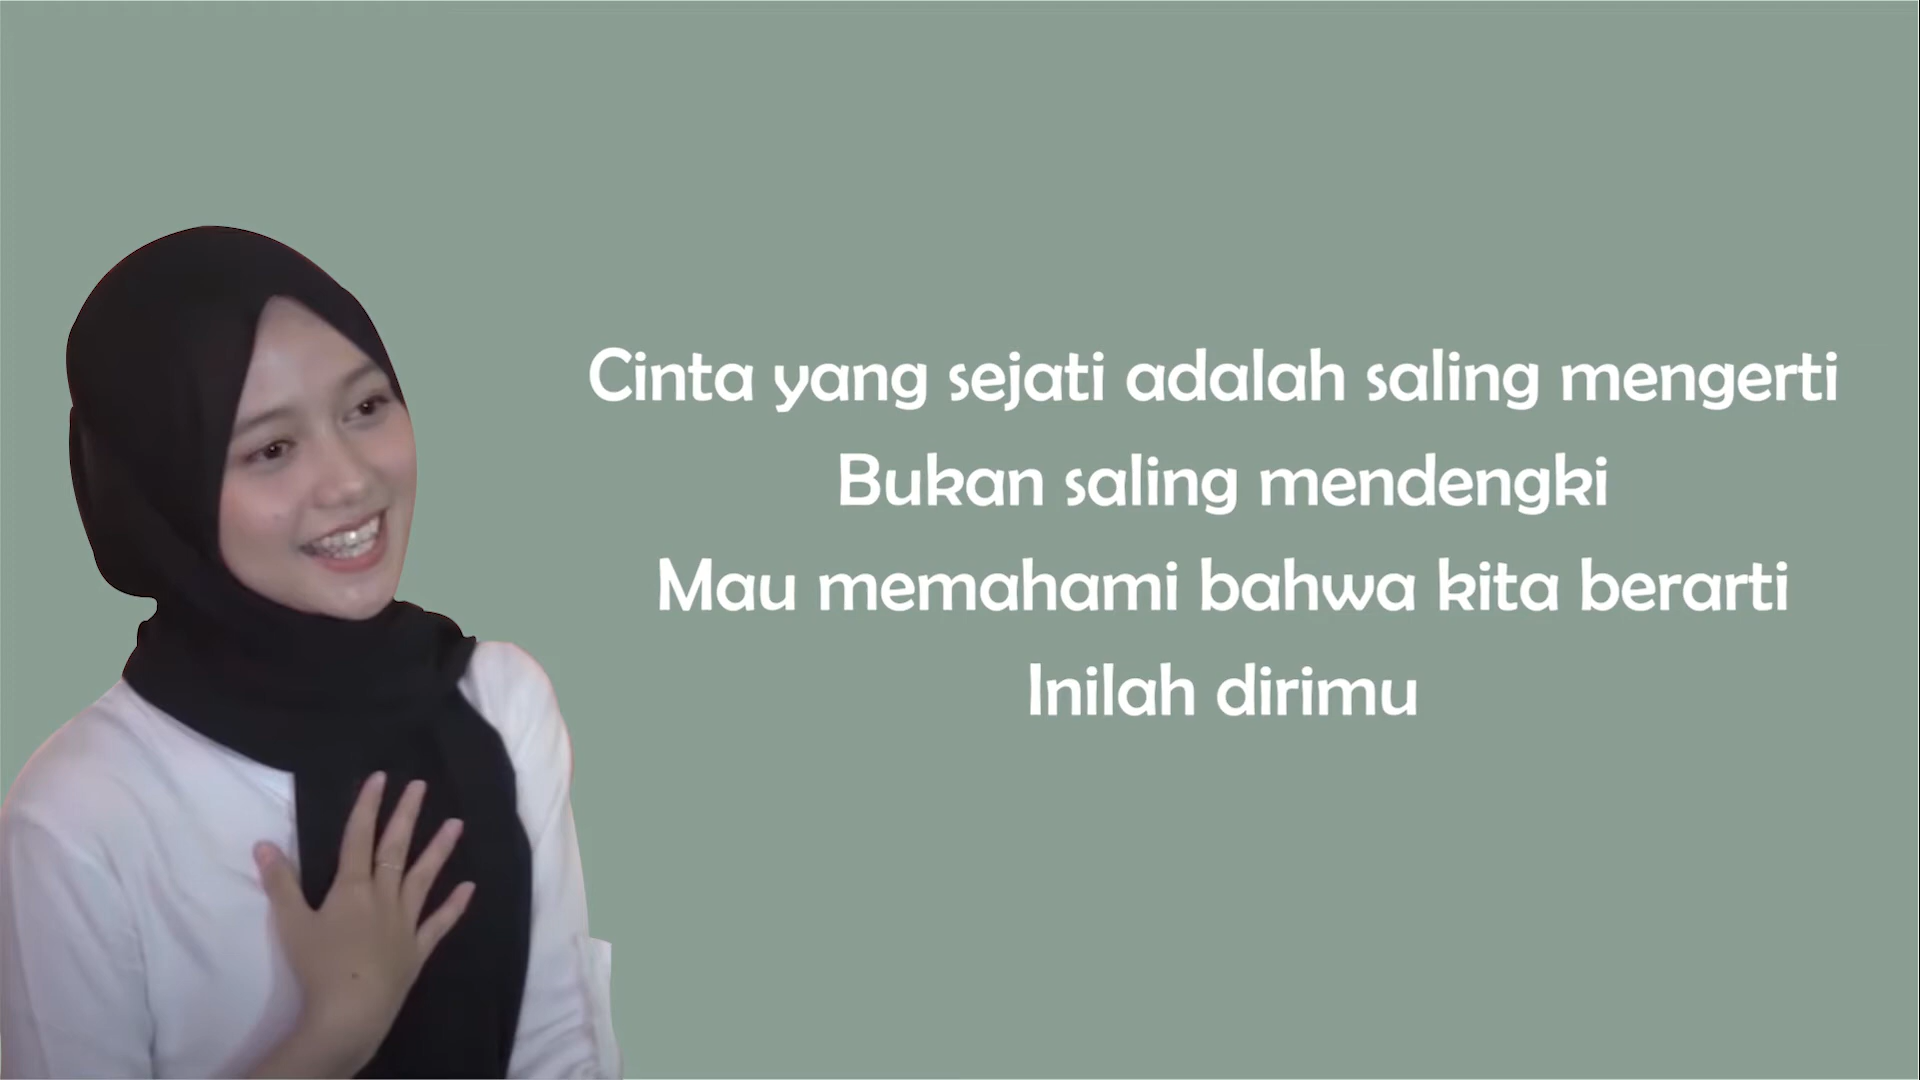 Cinta yang sejati adalah saling mengerti
Bukan saling mendengki
Mau memahami bahwa kita berarti
Inilah dirimu